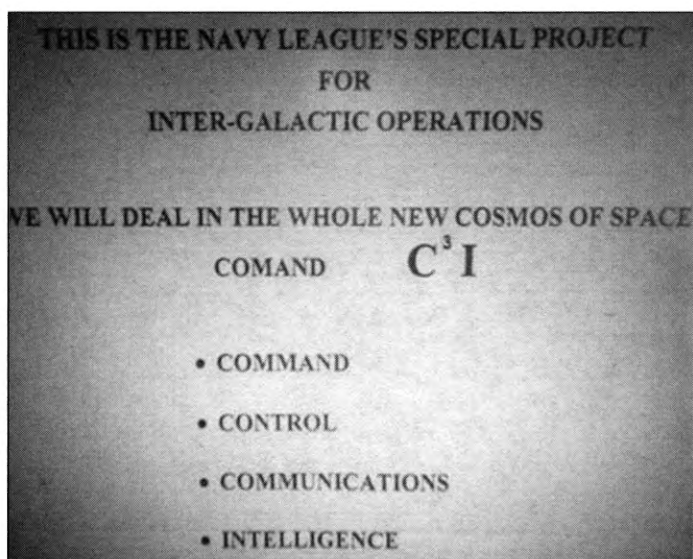 THIS IS THE NAVY LEAGUE'S SPECIAL PROJECT
FOR
INTER-GALACTIC OPERATIONS
WE WILL DEAL IN THE WHOLE NEW COSMOS OF SPACE
COMAND C³I
• COMMAND
• CONTROL
• COMMUNICATIONS
• INTELLIGENCE